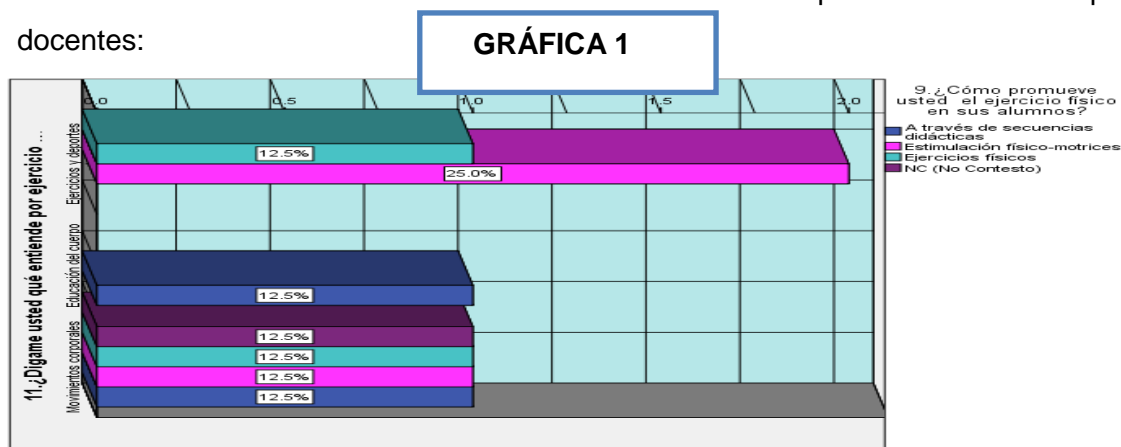 docentes:
GRÁFICA 1
0.0 0.5 1.0 1.5 2.0
9.¿Cómo promueve
usted el ejercicio físico
en sus alumnos?
A través de secuencias
didácticas
Estimulación físico-motrices
Ejercicios físicos
NC (No Contesto)
11.¿Dígame usted qué entiende por ejercicio ...
Ejercicios y deportes
12.5%
25.0%
Educación del cuerpo
12.5%
Movimientos corporales
12.5%
12.5%
12.5%
12.5%